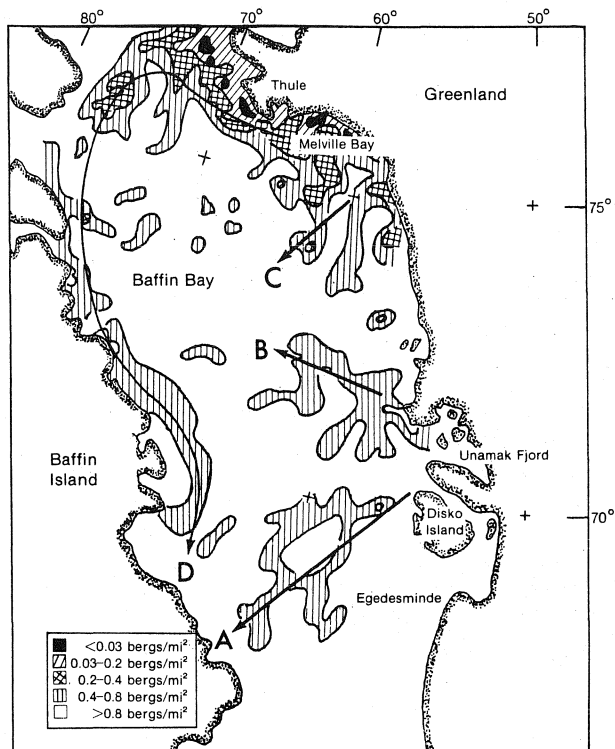 80° 60° 50°
Thule
Greenland
Melville Bay
75°
Baffin Bay
C
B
Baffin
Island
Unamak Fjord
Disko
Island
70°
D
Egedesminde
A
<0.03 bergs/mi²
0.03–0.2 bergs/mi²
0.2–0.4 bergs/mi²
0.4–0.8 bergs/mi²
>0.8 bergs/mi²